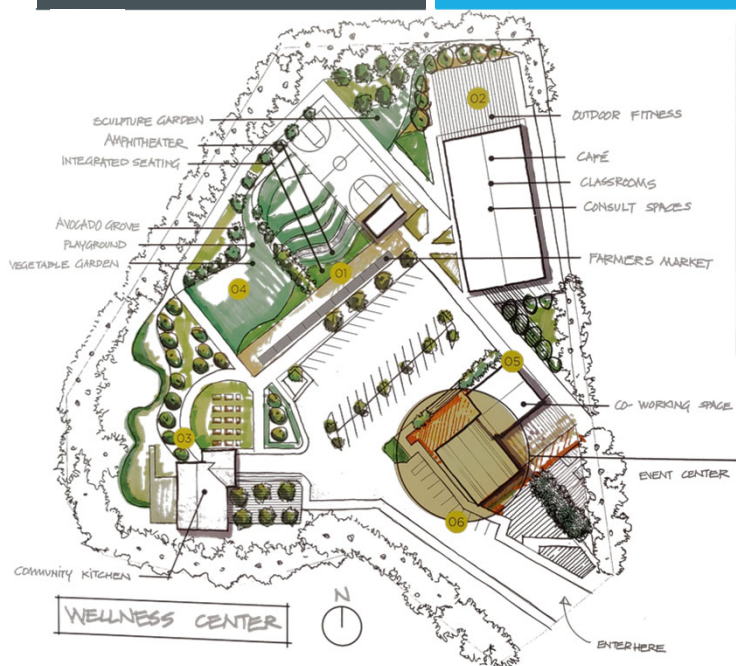 SCULPTURE GARDEN
AMPHITHEATER
INTEGRATED SEATING
AVOCADO GROVE
PLAYGROUND
VEGETABLE GARDEN
02
OUTDOOR FITNESS
CAFÉ
CLASSROOMS
CONSULT SPACES
FARMERS MARKET
01
04
05
CO-WORKING SPACE
03
EVENT CENTER
06
COMMUNITY KITCHEN
WELLNESS CENTER
N
ENTER HERE